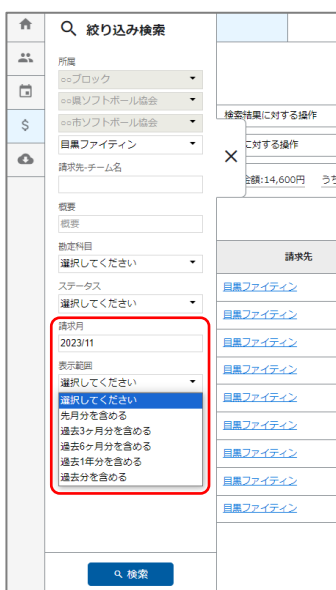 絞り込み検索
所属
○○ブロック
○○県ソフトボール協会
○○市ソフトボール協会
目黒ファイティン
請求先-チーム名
概要
概要
勘定科目
選択してください
ステータス
選択してください
請求月
2023/11
表示範囲
選択してください
選択してください
先月分を含める
過去3ヶ月分を含める
過去6ヶ月分を含める
過去1年分を含める
過去分を含める
検索
検索結果に対する操作
に対する操作
金額:14,600円 うち
請求先
目黒ファイティン
目黒ファイティン
目黒ファイティン
目黒ファイティン
目黒ファイティン
目黒ファイティン
目黒ファイティン
目黒ファイティン
目黒ファイティン